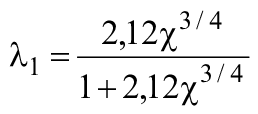 λ₁ = 2,12χ^{3/4} / (1 + 2,12χ^{3/4})